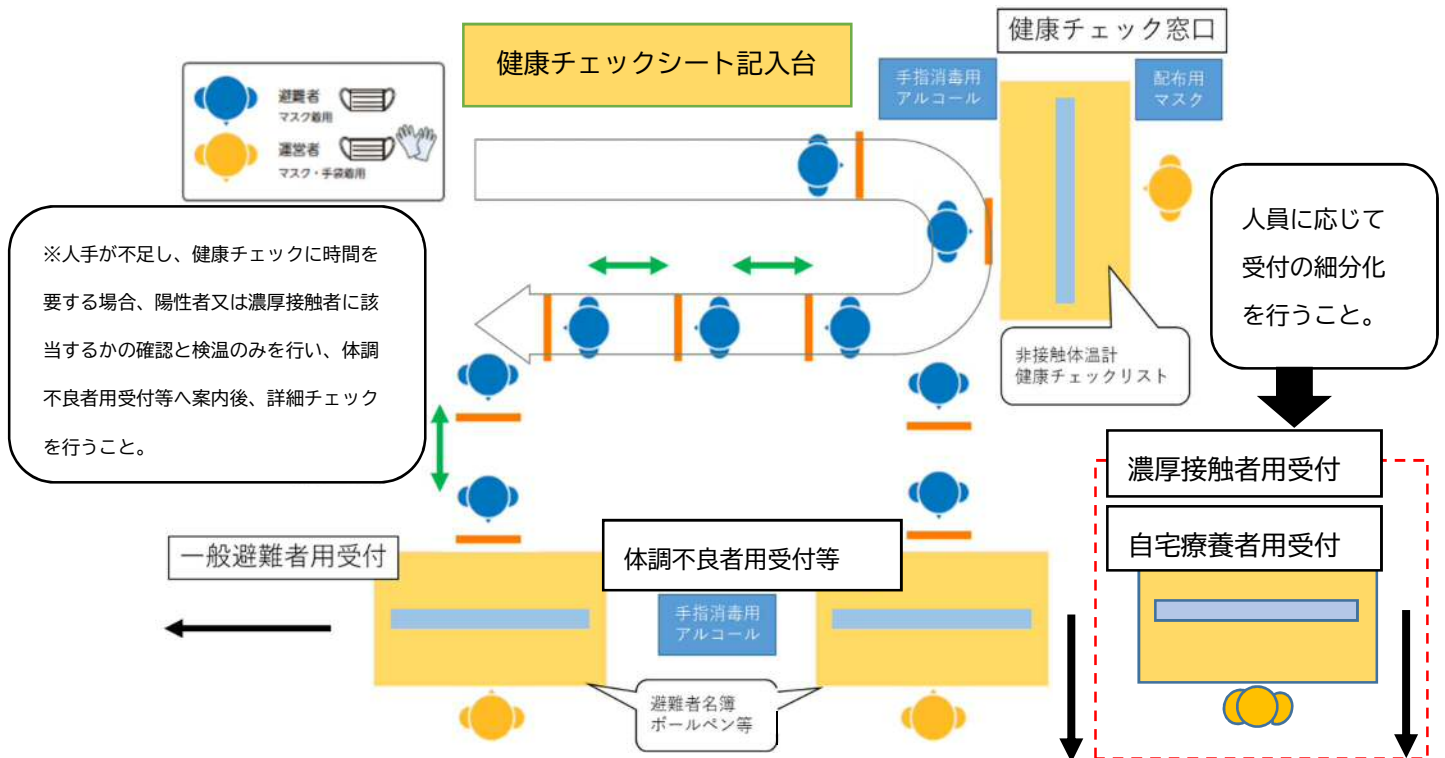 健康チェック窓口
健康チェックシート記入台
手指消毒用
アルコール
配布用
マスク
避難者
マスク着用
運営者
マスク・手袋着用
※人手が不足し、健康チェックに時間を
要する場合、陽性者又は濃厚接触者に該
当するかの確認と検温のみを行い、体調
不良者用受付等へ案内後、詳細チェック
を行うこと。
人員に応じて
受付の細分化
を行うこと。
非接触体温計
健康チェックリスト
濃厚接触者用受付
自宅療養者用受付
一般避難者用受付
体調不良者用受付等
手指消毒用
アルコール
避難者名簿
ボールペン等